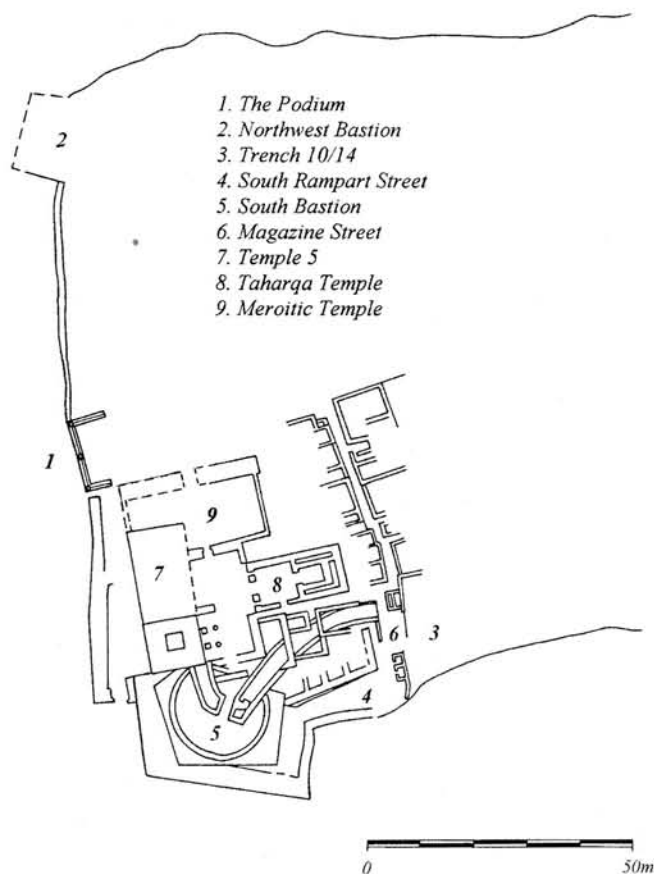 1. The Podium
2. Northwest Bastion
3. Trench 10/14
4. South Rampart Street
5. South Bastion
6. Magazine Street
7. Temple 5
8. Taharqa Temple
9. Meroitic Temple
2
1
9
7
8
6
3
4
5
0
50m